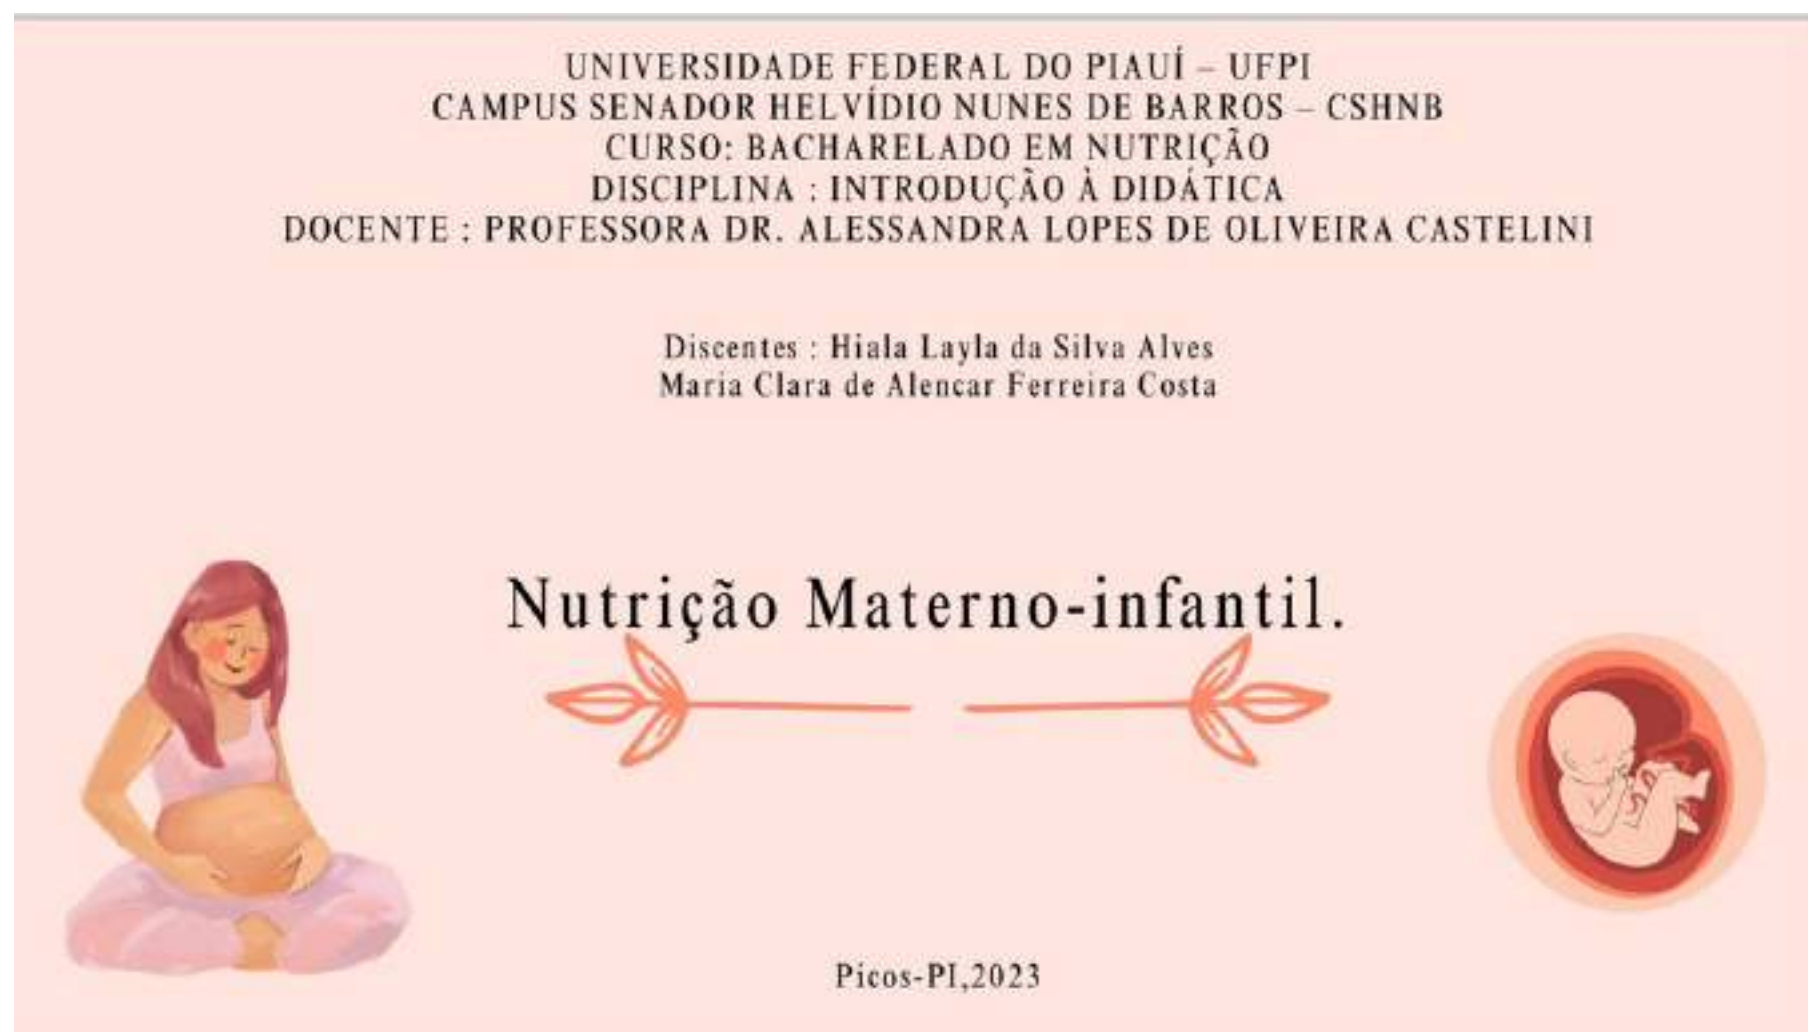 UNIVERSIDADE FEDERAL DO PIAUÍ – UFPI
CAMPUS SENADOR HELVÍDIO NUNES DE BARROS – CSHNB
CURSO: BACHARELADO EM NUTRIÇÃO
DISCIPLINA : INTRODUÇÃO À DIDÁTICA
DOCENTE : PROFESSORA DR. ALESSANDRA LOPES DE OLIVEIRA CASTELINI
Discentes : Hiala Layla da Silva Alves
Maria Clara de Alencar Ferreira Costa
Nutrição Materno-infantil.
Picos-PI,2023